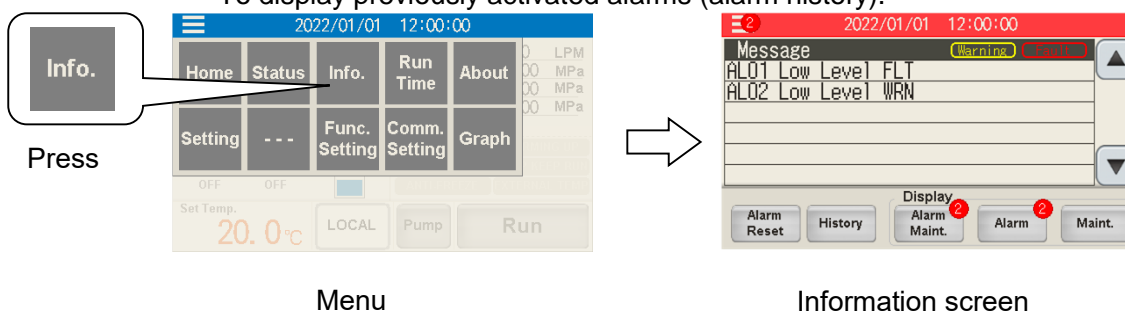 To display previously activated alarms (alarm history).
Info.
Press
2022/01/01 12:00:00
LPM
00 MPa
00 MPa
00 MPa
Home Status Info. Run Time About
Setting --- Func. Setting Comm. Setting Graph
OFF OFF
Set Temp.
20.0℃
LOCAL Pump Run
Menu
2 2022/01/01 12:00:00
Message Warning
AL01 Low Level FLT
AL02 Low Level WRN
Display
Alarm Reset
History
Alarm Maint. 2
Alarm 2
Maint.
Information screen